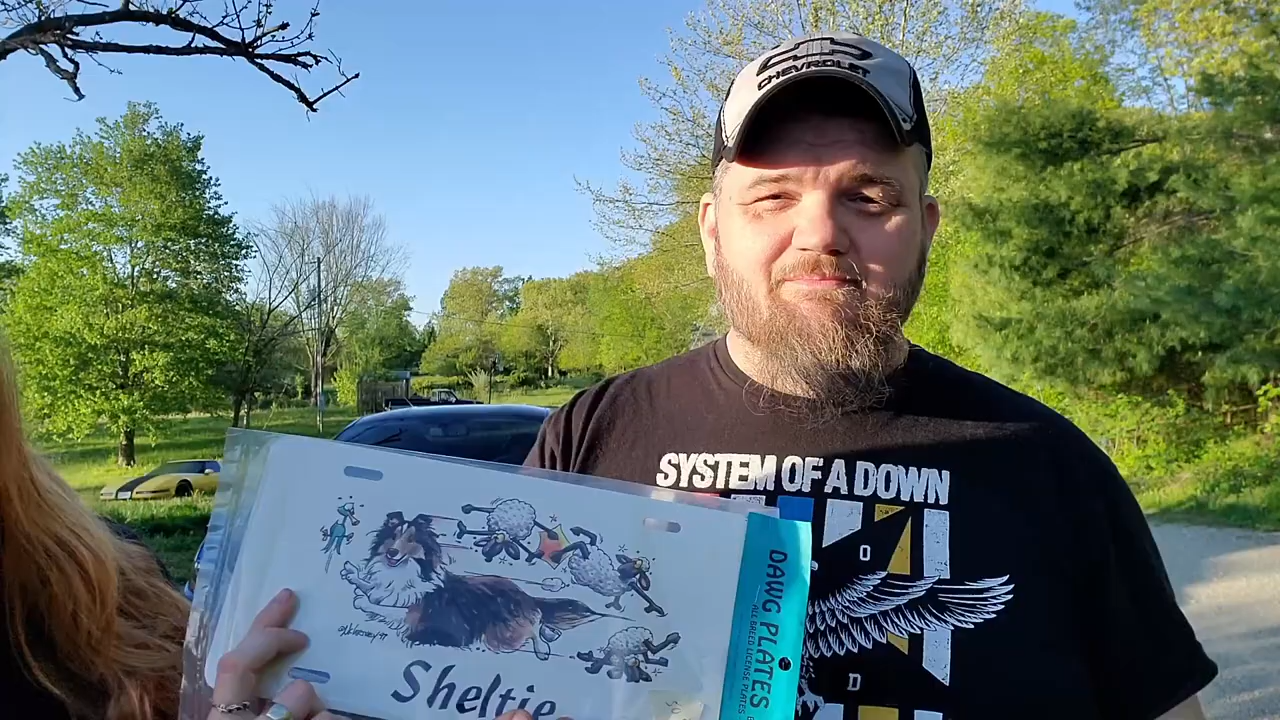 CHEVROLET
SYSTEM OF A DOWN
O
D
Sheltie
DAWG PLATES
ALL BREED LICENSE PLATES